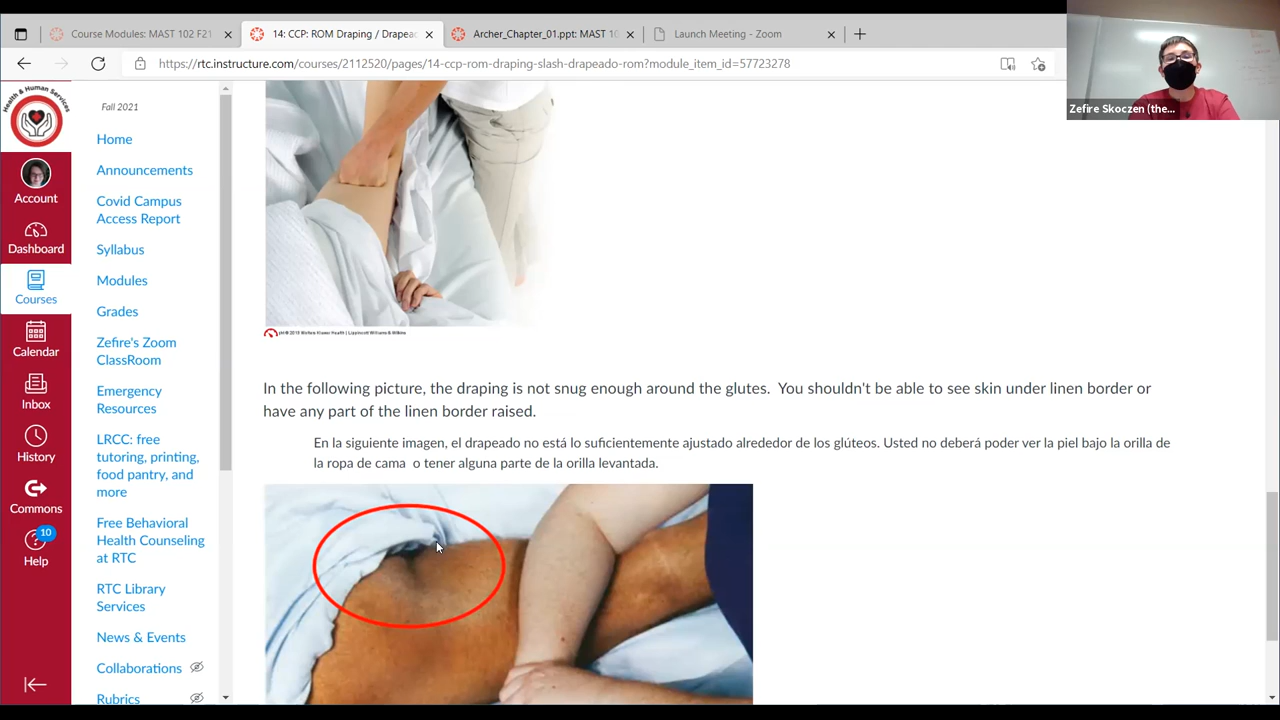 Course Modules: MAST 102 F21
14: CCP: ROM Draping / Drapea
Archer_Chapter_01.ppt: MAST 10
Launch Meeting - Zoom
https://rtc.instructure.com/courses/2112520/pages/14-ccp-rom-draping-slash-drapeado-rom?module_item_id=57723278
Zefire Skoczen (the...
Health & Human Services
Account
Dashboard
Courses
Calendar
Inbox
History
Commons
10
Help
Fall 2021
Home
Announcements
Covid Campus
Access Report
Syllabus
Modules
Grades
Zefire's Zoom
ClassRoom
Emergency
Resources
LRCC: free
tutoring, printing,
food pantry, and
more
Free Behavioral
Health Counseling
at RTC
RTC Library
Services
News & Events
Collaborations
Rubrics
Health | Lippincott Williams & Wilkins
In the following picture, the draping is not snug enough around the glutes. You shouldn't be able to see skin under linen border or
have any part of the linen border raised.
En la siguiente imagen, el drapeado no está lo suficientemente ajustado alrededor de los glúteos. Usted no deberá poder ver la piel bajo la orilla de
la ropa de cama o tener alguna parte de la orilla levantada.